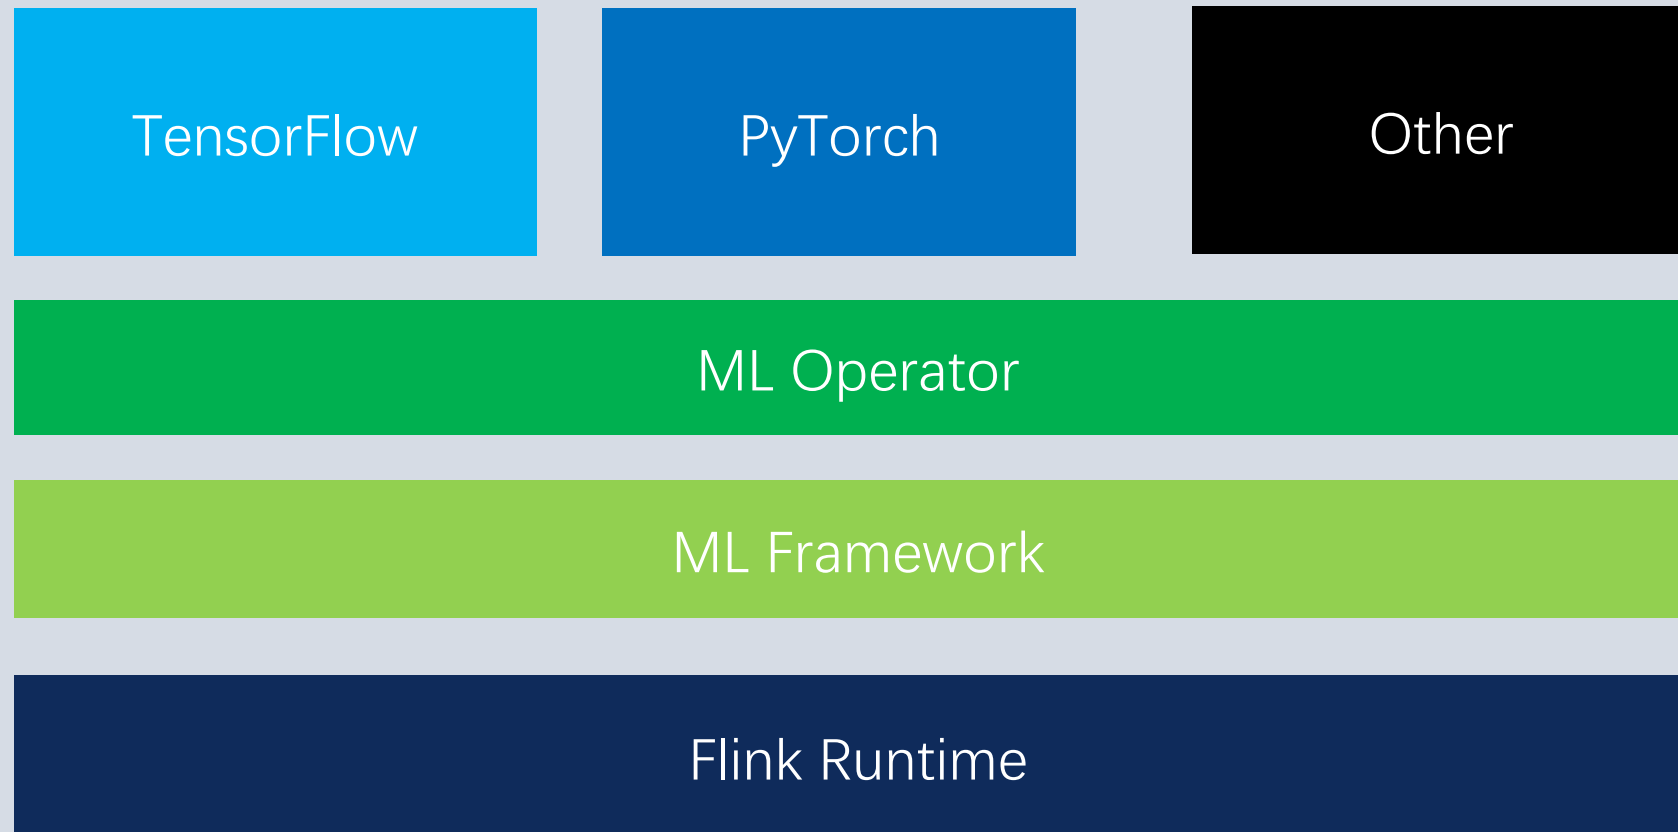 TensorFlow
PyTorch
Other
ML Operator
ML Framework
Flink Runtime